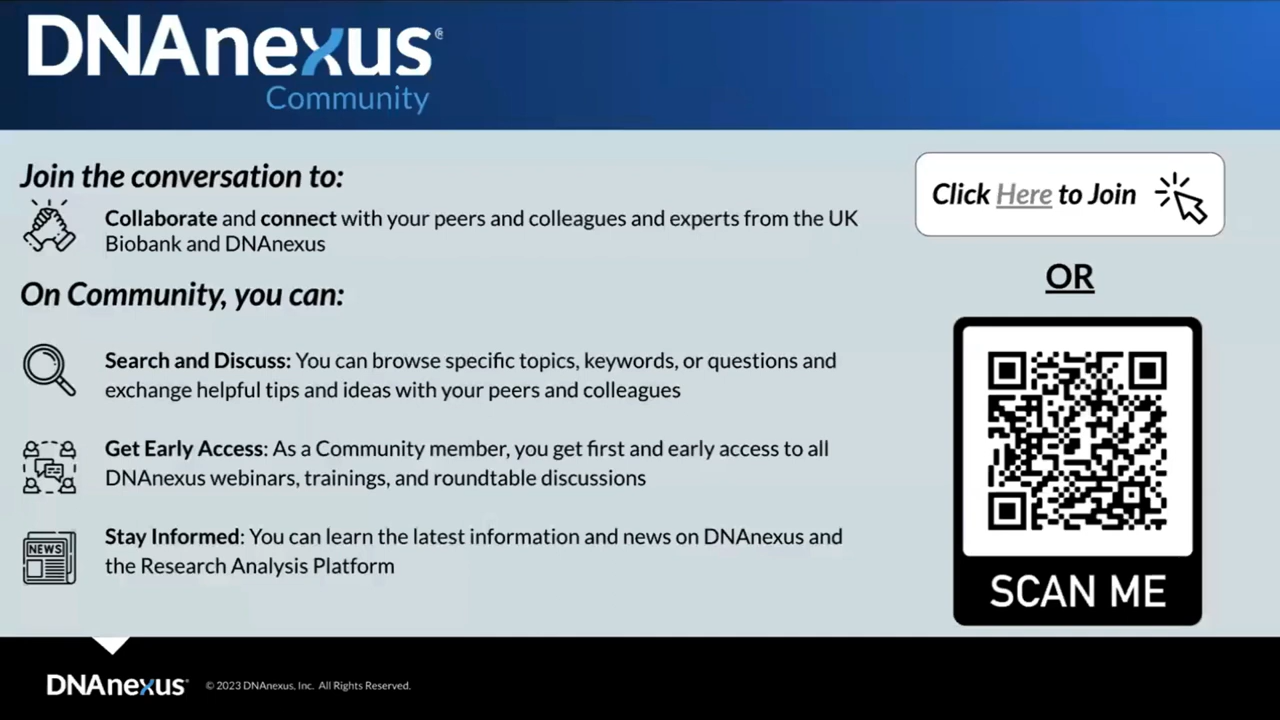 DNAnexus®
Community
Join the conversation to:
Collaborate and connect with your peers and colleagues and experts from the UK
Biobank and DNAnexus
On Community, you can:
Search and Discuss: You can browse specific topics, keywords, or questions and
exchange helpful tips and ideas with your peers and colleagues
Get Early Access: As a Community member, you get first and early access to all
DNAnexus webinars, trainings, and roundtable discussions
NEWS
Stay Informed: You can learn the latest information and news on DNAnexus and
the Research Analysis Platform
Click Here to Join
OR
SCAN ME
DNAnexus
© 2023 DNAnexus, Inc. All Rights Reserved.